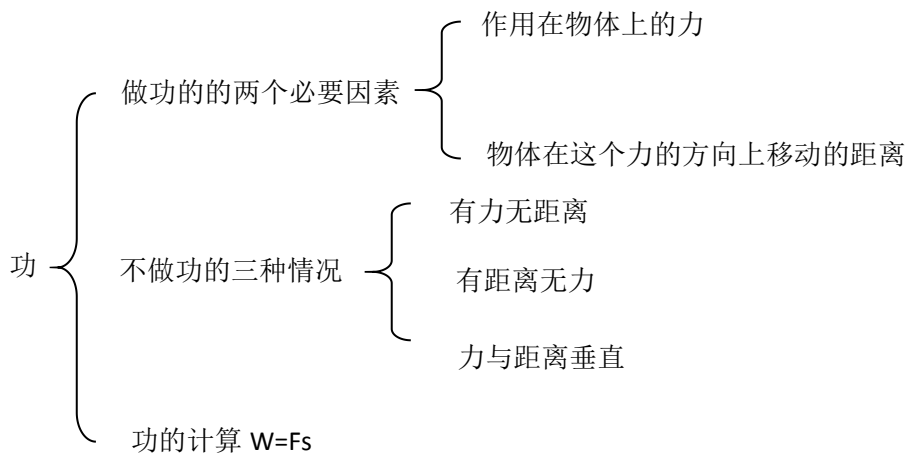 作用在物体上的力
做功的的两个必要因素
物体在这个力的方向上移动的距离
有力无距离
功
不做功的三种情况
有距离无力
力与距离垂直
功的计算 W=Fs